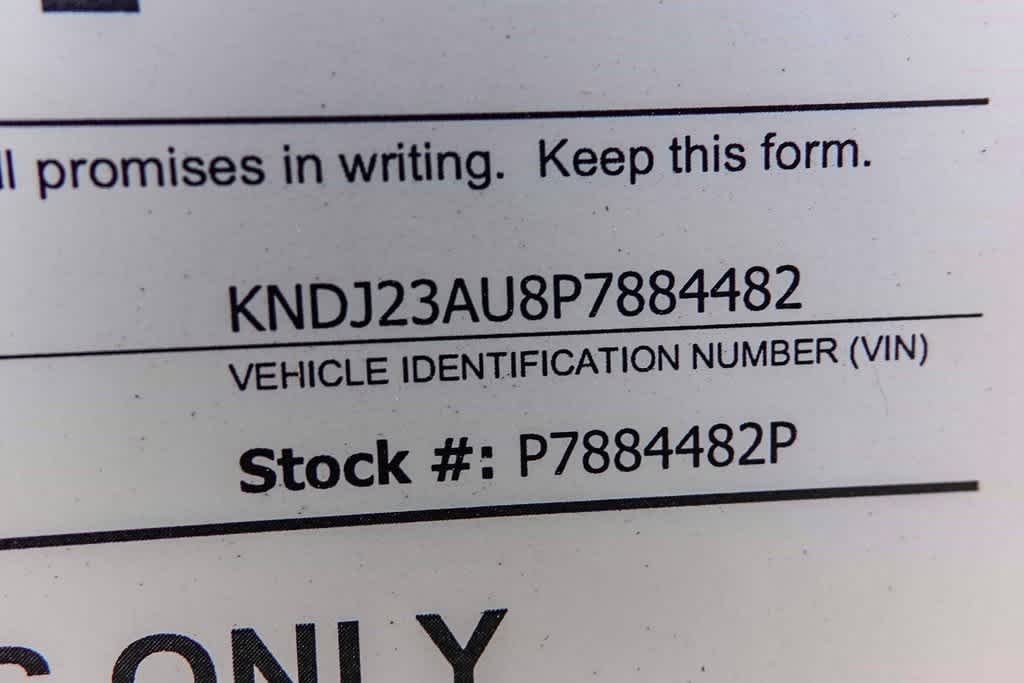 promises in writing. Keep this form.
KNDJ23AU8P7884482
VEHICLE IDENTIFICATION NUMBER (VIN)
Stock #: P7884482P
ONLY